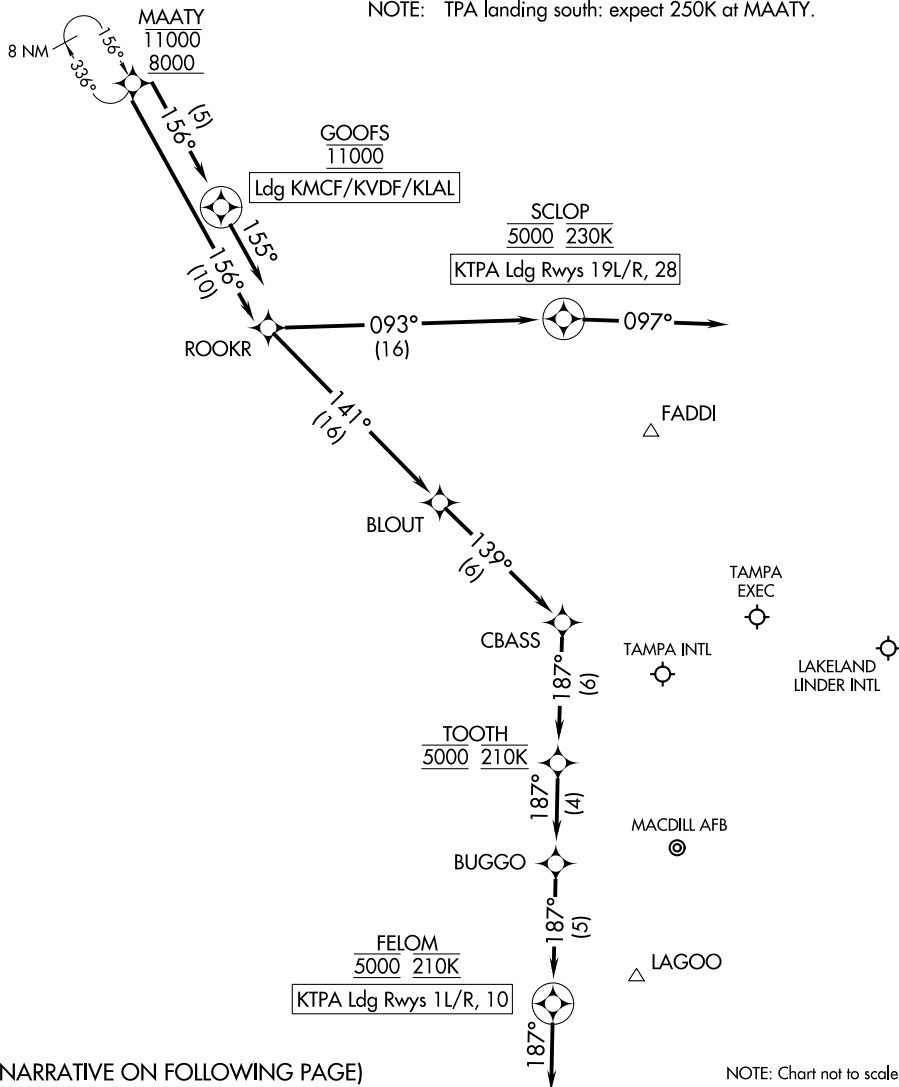 NOTE: TPA landing south: expect 250K at MAATY.
MAATY
11000
8000
8 NM
156°
336°
156°
(5)
GOOFS
11000
Ldg KMCF/KVDF/KLAL
155°
156°
(10)
SCLOP
5000 230K
KTPA Ldg Rwys 19L/R, 28
ROOKR
093°
(16)
097°
141°
(16)
FADDI
BLOUT
139°
(6)
CBASS
TAMPA
EXEC
TAMPA INTL
LAKELAND
LINDER INTL
187°
(6)
TOOTH
5000 210K
187°
(4)
MACDILL AFB
BUGGO
187°
(5)
FELOM
5000 210K
KTPA Ldg Rwys 1L/R, 10
LAGOO
187°
NARRATIVE ON FOLLOWING PAGE)
NOTE: Chart not to scale